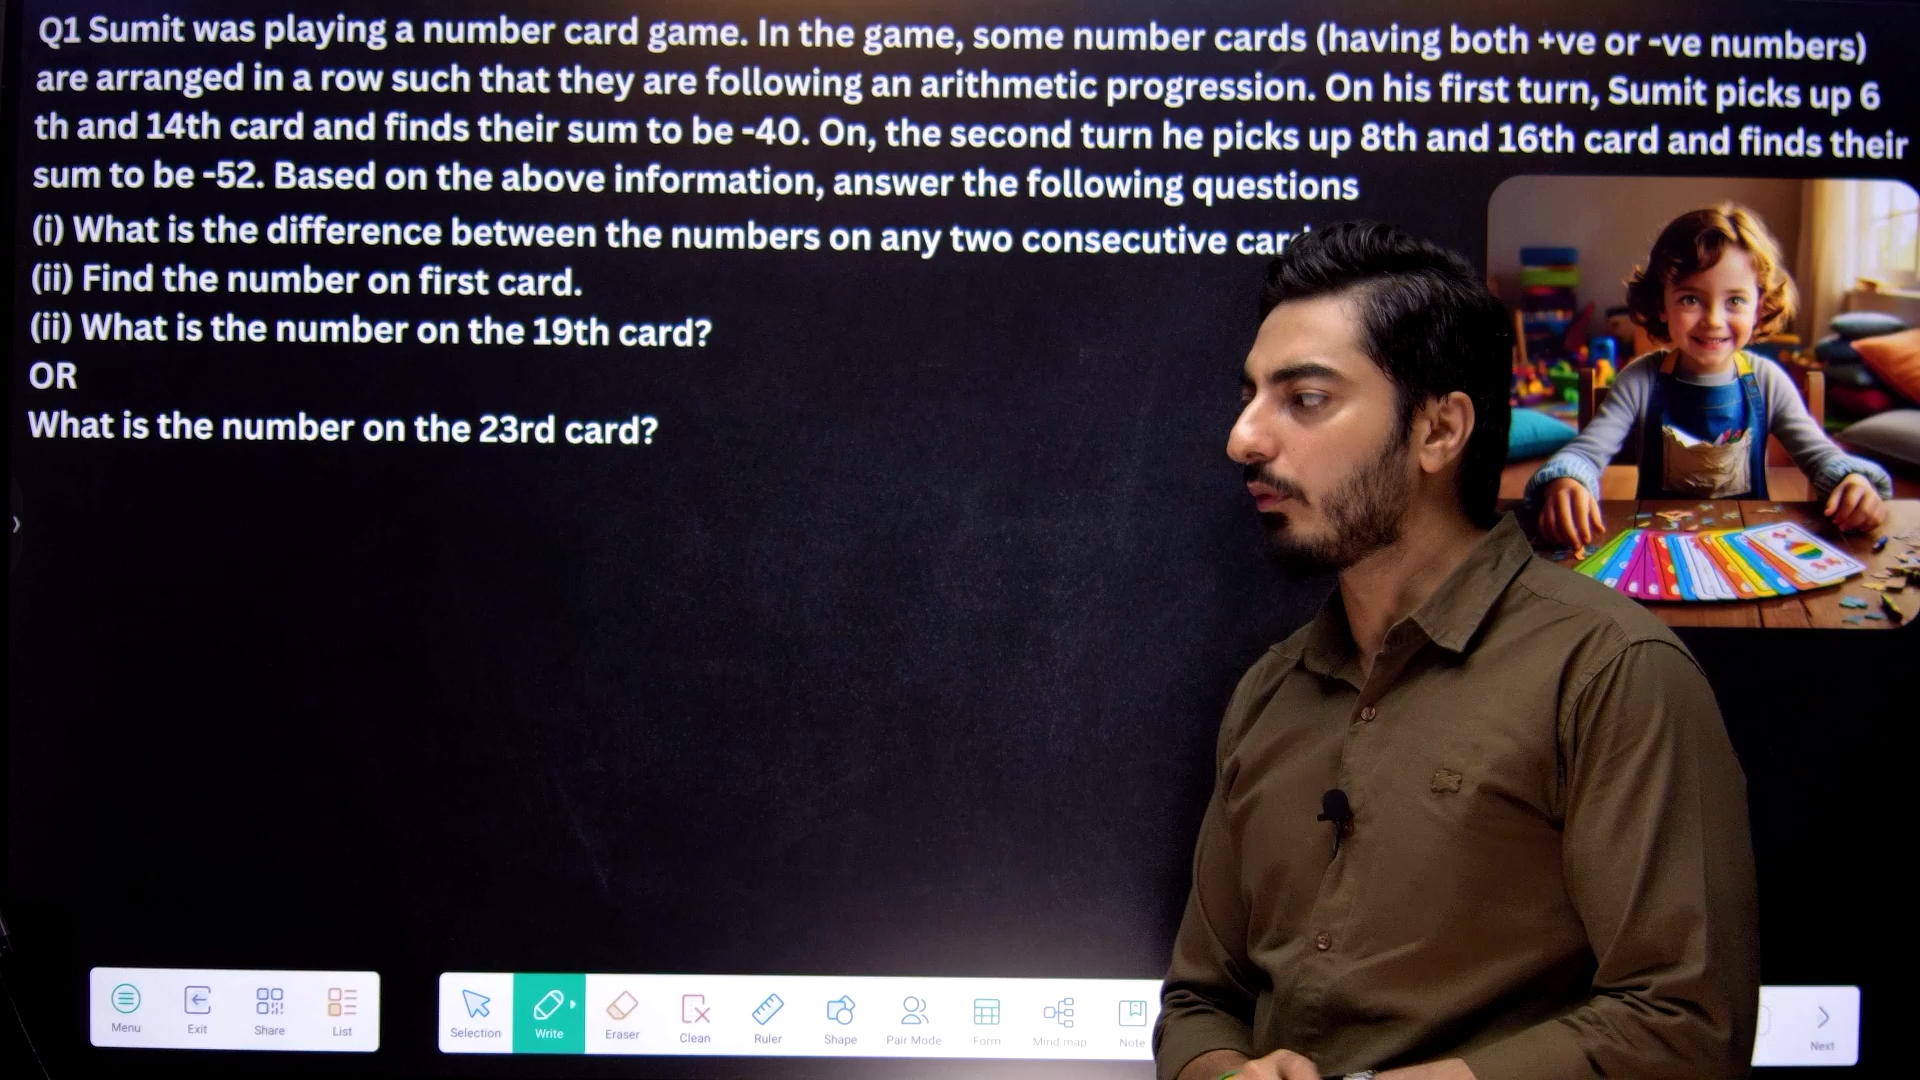 Q1 Sumit was playing a number card game. In the game, some number cards (having both +ve or -ve numbers)
are arranged in a row such that they are following an arithmetic progression. On his first turn, Sumit picks up 6
th and 14th card and finds their sum to be -40. On, the second turn he picks up 8th and 16th card and finds their
sum to be -52. Based on the above information, answer the following questions
(i) What is the difference between the numbers on any two consecutive
(ii) Find the number on first card.
(ii) What is the number on the 19th card?
OR
What is the number on the 23rd card?
Menu Exit Share List Selection Write Eraser Clean Ruler Shape Pair Mode Form Mind map Note Next